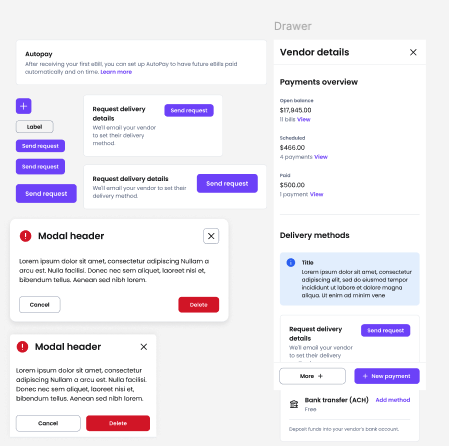 Drawer
Autopay
After receiving your first eBill, you can set up AutoPay to have future eBills paid
automatically and on time. Learn more
Label
Send request
Send request
Send request
Request delivery
details
We'll email your vendor
to set their delivery
method.
Send request
Request delivery details
We'll email your vendor to set their
delivery method.
Send request
Modal header
Lorem ipsum dolor sit amet, consectetur adipiscing Nullam a
arcu est. Nulla facilisi. Donec nec sem aliquet, laoreet nisi et,
bibendum tellus. Aenean sed nibh lorem.
Cancel
Delete
Modal header
Lorem ipsum dolor sit amet, consectetur
adipiscing Nullam a arcu est. Nulla facilisi.
Donec nec sem aliquet, laoreet nisi et,
bibendum tellus. Aenean sed nibh lorem.
Cancel
Delete
Vendor details
Payments overview
Open balance
$17,945.00
11 bills View
Scheduled
$466.00
4 payments View
Paid
$500.00
1 payment View
Delivery methods
Title
Lorem ipsum dolor sit amet, consectetur
adipiscing elit, sed do eiusmod tempor
incididunt ut labore et dolore magna
aliqua. Ut enim ad minim vene
Request delivery
details
We'll email your vendor
to set their delivery
Send request
More +
+ New payment
Bank transfer (ACH)
Add method
Free
Deposit funds into your vendor's bank account.